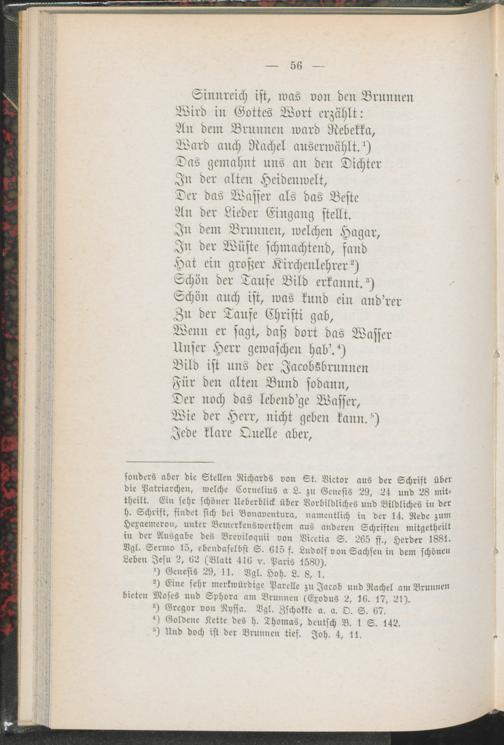 — 56 —
Sinnreich ist, was von den Brunnen
Wird in Gottes Wort erzählt:
An dem Brunnen ward Rebekka,
Ward auch Rachel auserwählt.¹)
Das gemahnt uns an den Dichter
In der alten Heidenwelt,
Der das Wasser als das Beste
An der Lieder Eingang stellt.
In dem Brunnen, welchen Hagar,
In der Wüste schmachtend, fand
Hat ein großer Kirchenlehrer²)
Schön der Taufe Bild erkannt.³)
Schön auch ist, was kund ein and'rer
Zu der Taufe Christi gab,
Wenn er sagt, daß dort das Wasser
Unser Herr gewaschen hab'.⁴)
Bild ist uns der Jacobsbrunnen
Für den alten Bund sodann,
Der noch das lebend'ge Wasser,
Wie der Herr, nicht geben kann.⁵)
Jede klare Quelle aber,
sonders aber die Stellen Richards von St. Victor aus der Schrift über
die Patriarchen, welche Cornelius a L. zu Genesis 29, 24 und 28 mit-
theilt. Ein sehr schöner Ueberblick über Vorbildliches und Bildliches in der
h. Schrift, findet sich bei Bonaventura, namentlich in der 14. Rede zum
Hexaemeron, unter Bemerkenswerthem aus anderen Schriften mitgetheilt
in der Ausgabe des Breviloquii von Vicetia S. 265 ff., Herder 1881.
Vgl. Sermo 15, ebendaselbst S. 615 f. Ludolf von Sachsen in dem schönen
Leben Jesu 2, 62 (Blatt 416 v. Paris 1580).
¹) Genesis 29, 11. Vgl. Hoh. L. 8, 1.
²) Eine sehr merkwürdige Parelle zu Jacob und Rachel am Brunnen
bieten Moses und Sphora am Brunnen (Exodus 2, 16. 17, 21).
³) Gregor von Nyssa. Vgl. Zschokke a. a. O. S. 67.
⁴) Goldene Kette des h. Thomas, deutsch B. 1 S. 142.
⁵) Und doch ist der Brunnen tief. Joh. 4, 11.